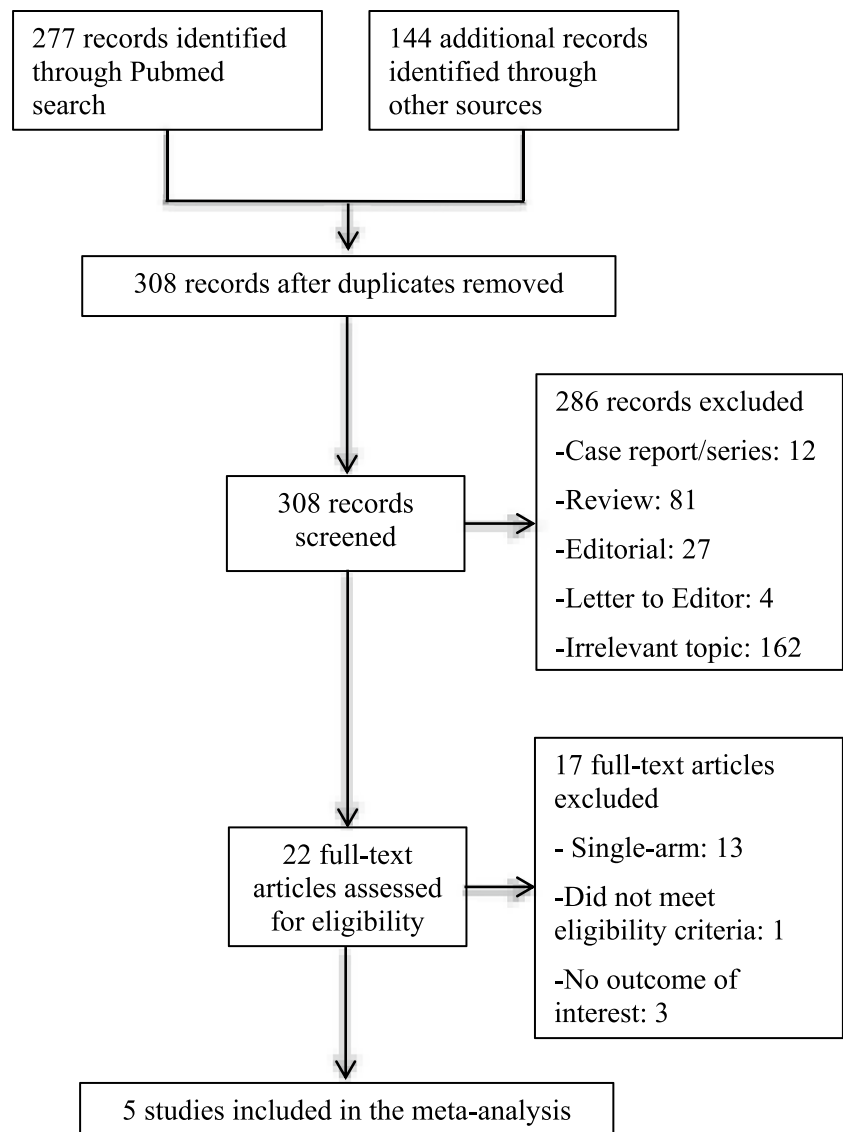 277 records identified
through Pubmed
search
144 additional records
identified through
other sources
308 records after duplicates removed
286 records excluded
-Case report/series: 12
-Review: 81
-Editorial: 27
-Letter to Editor: 4
-Irrelevant topic: 162
308 records
screened
17 full-text articles
excluded
- Single-arm: 13
-Did not meet
eligibility criteria: 1
-No outcome of
interest: 3
22 full-text
articles assessed
for eligibility
5 studies included in the meta-analysis